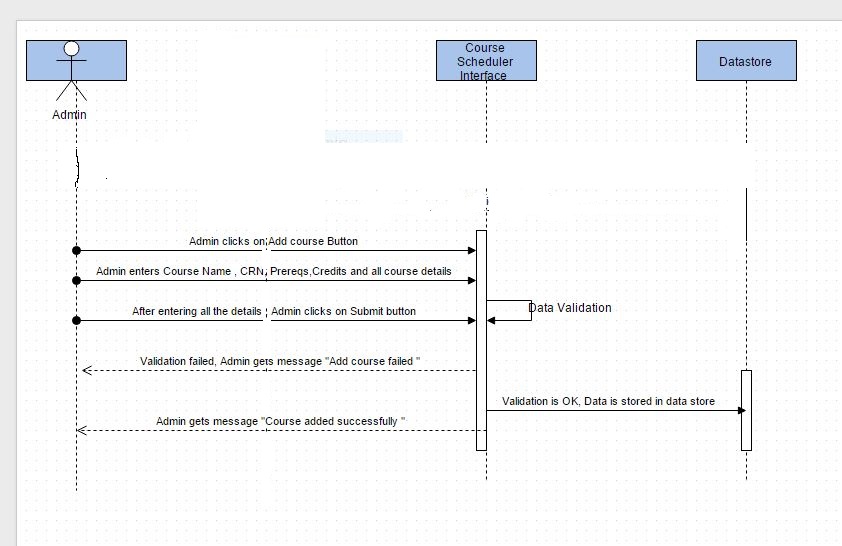 Course
Scheduler
Interface
Datastore
Admin
Admin clicks on Add course Button
Admin enters Course Name , CRN, Prereqs,Credits and all course details
Data Validation
After entering all the details , Admin clicks on Submit button
Validation failed, Admin gets message "Add course failed "
Validation is OK, Data is stored in data store
Admin gets message "Course added successfully "